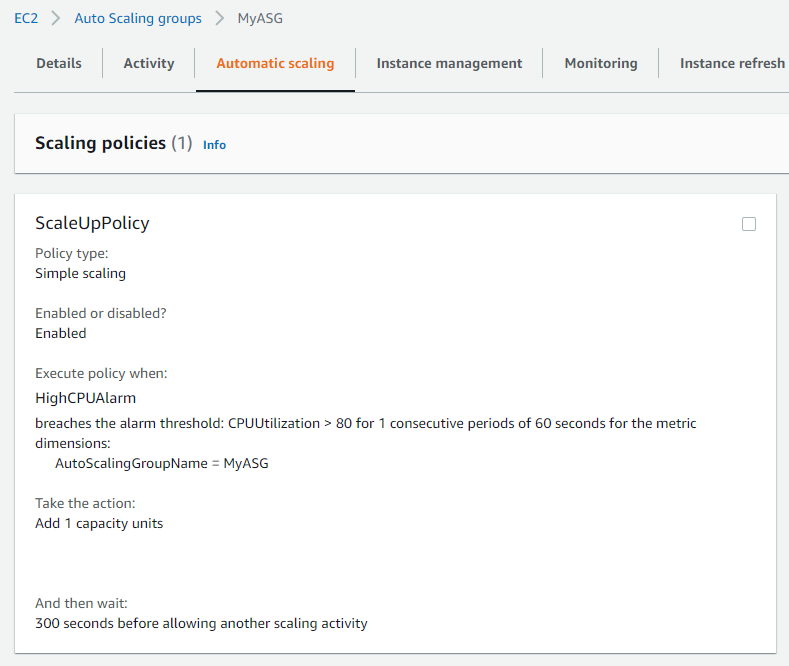 EC2 > Auto Scaling groups > MyASG
Details Activity Automatic scaling Instance management Monitoring Instance refresh
Scaling policies (1) Info
ScaleUpPolicy
Policy type:
Simple scaling
Enabled or disabled?
Enabled
Execute policy when:
HighCPUAlarm
breaches the alarm threshold: CPUUtilization > 80 for 1 consecutive periods of 60 seconds for the metric
dimensions:
AutoScalingGroupName = MyASG
Take the action:
Add 1 capacity units
And then wait:
300 seconds before allowing another scaling activity